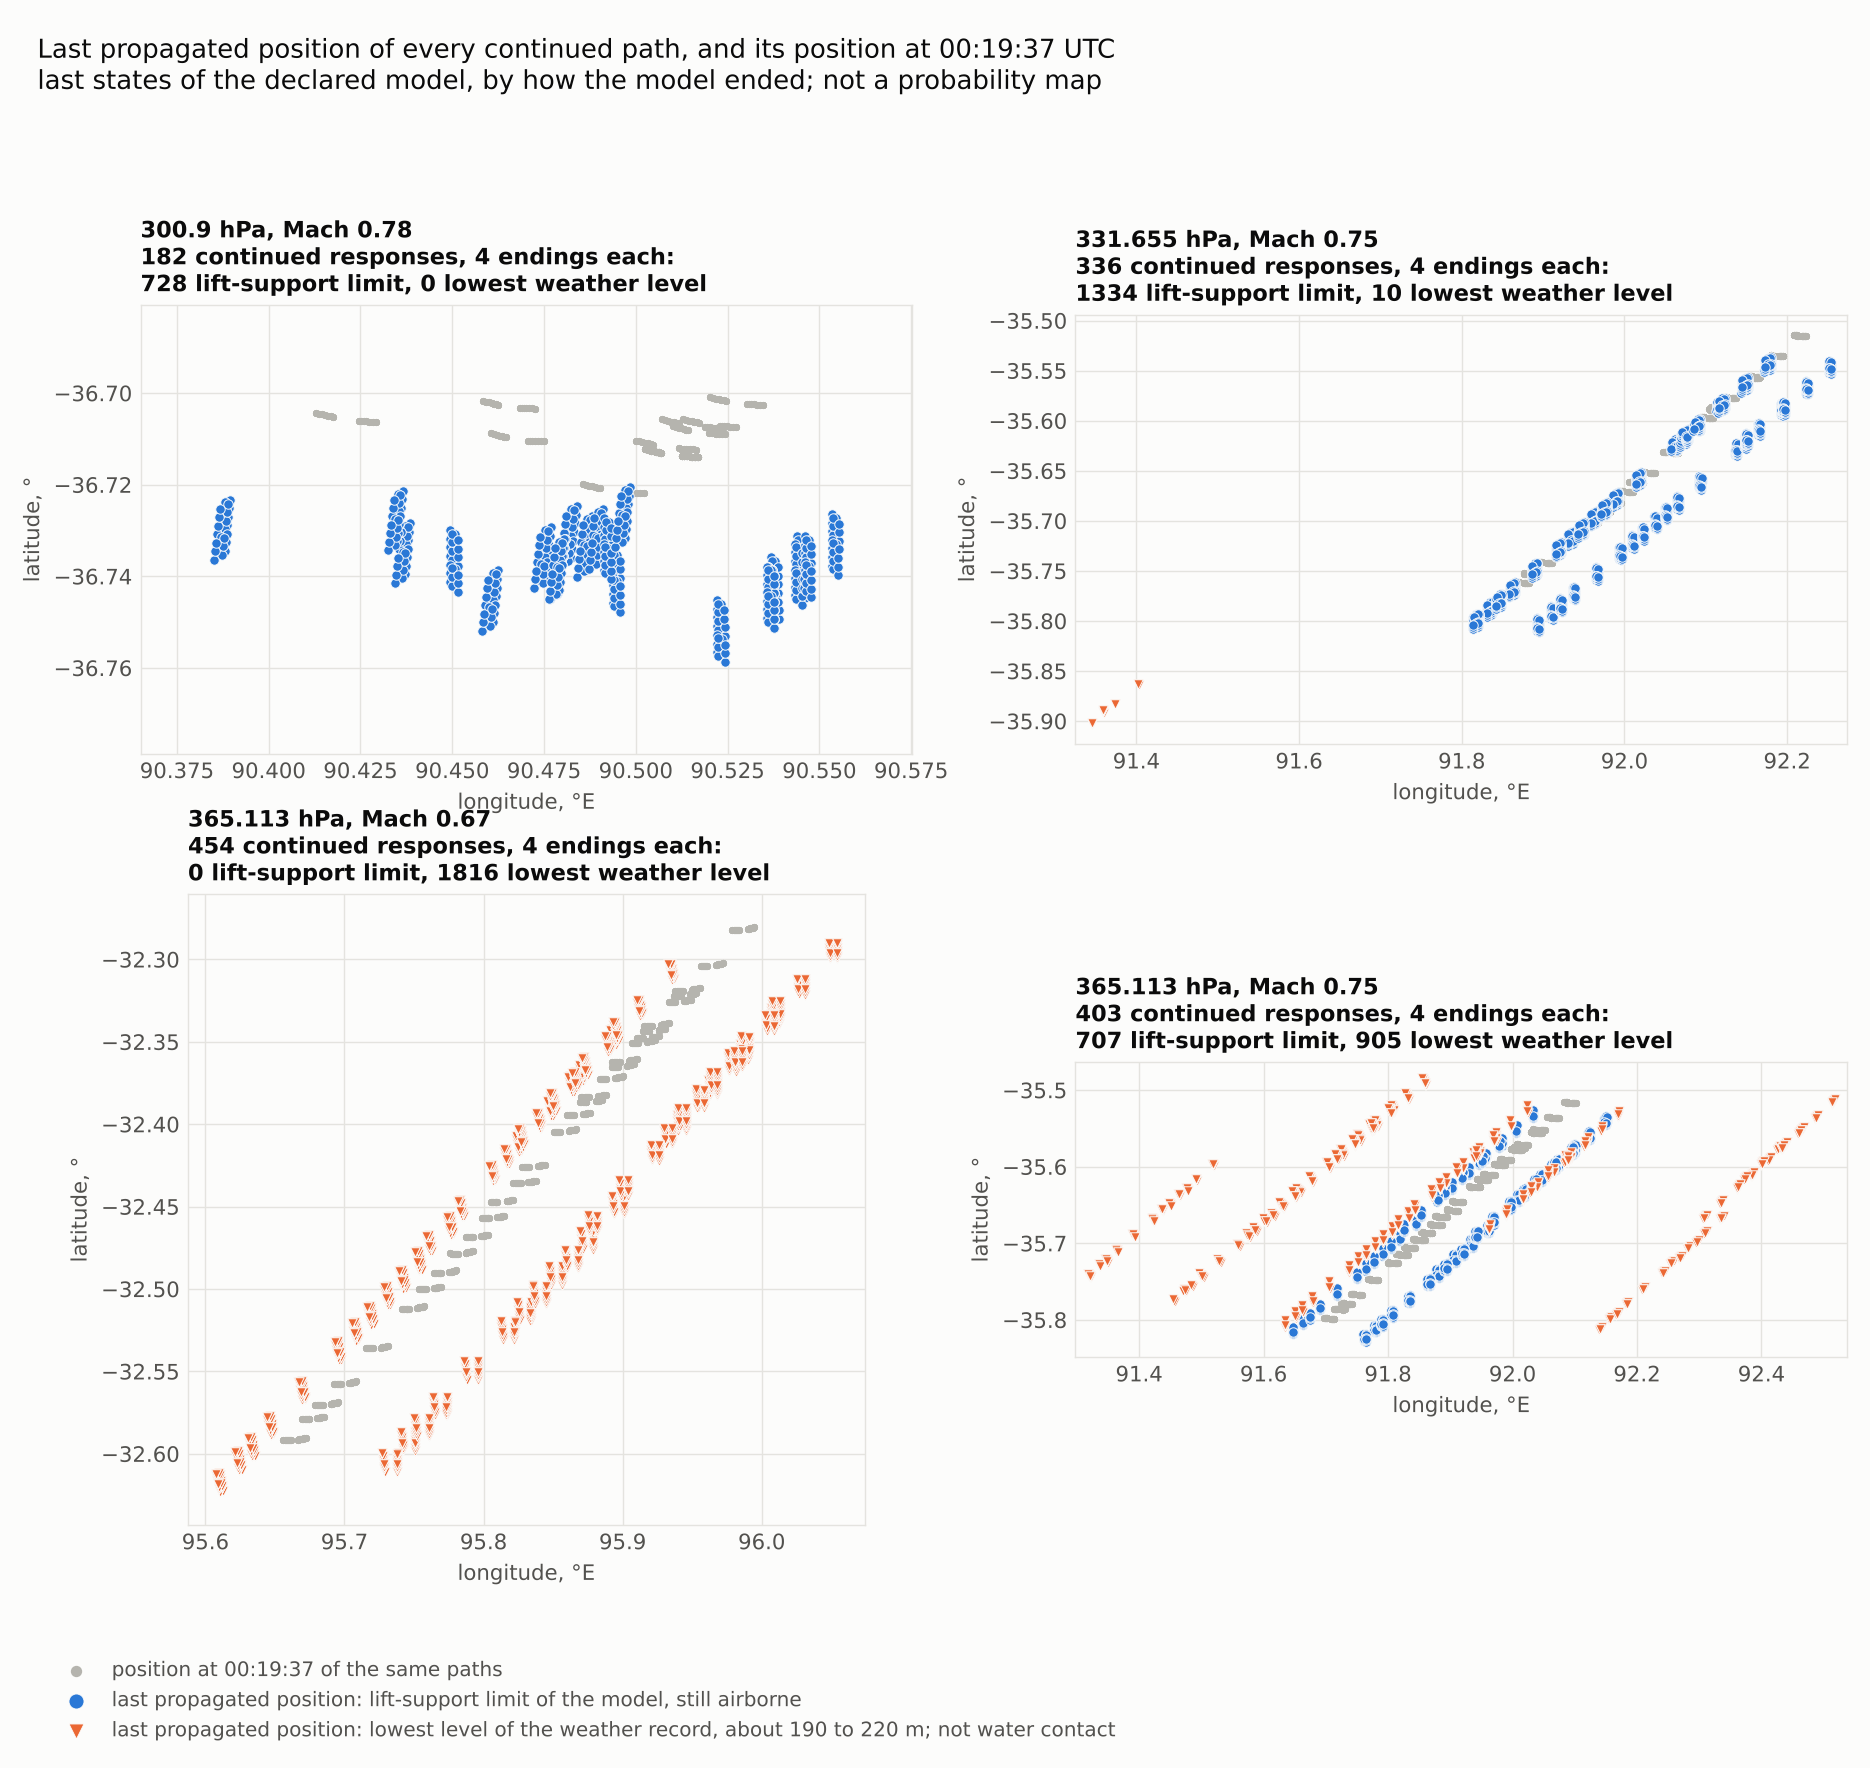 Last propagated position of every continued path, and its position at 00:19:37 UTC
last states of the declared model, by how the model ended; not a probability map
300.9 hPa, Mach 0.78
182 continued responses, 4 endings each:
728 lift-support limit, 0 lowest weather level
−36.70
−36.72
−36.74
−36.76
latitude, °
90.375 90.400 90.425 90.450 90.475 90.500 90.525 90.550 90.575
longitude, °E
331.655 hPa, Mach 0.75
336 continued responses, 4 endings each:
1334 lift-support limit, 10 lowest weather level
−35.50
−35.55
−35.60
−35.65
−35.70
−35.75
−35.80
−35.85
−35.90
latitude, °
91.4 91.6 91.8 92.0 92.2
longitude, °E
365.113 hPa, Mach 0.67
454 continued responses, 4 endings each:
0 lift-support limit, 1816 lowest weather level
−32.30
−32.35
−32.40
−32.45
−32.50
−32.55
−32.60
latitude, °
95.6 95.7 95.8 95.9 96.0
longitude, °E
365.113 hPa, Mach 0.75
403 continued responses, 4 endings each:
707 lift-support limit, 905 lowest weather level
−35.5
−35.6
−35.7
−35.8
latitude, °
91.4 91.6 91.8 92.0 92.2 92.4
longitude, °E
position at 00:19:37 of the same paths
last propagated position: lift-support limit of the model, still airborne
last propagated position: lowest level of the weather record, about 190 to 220 m; not water contact